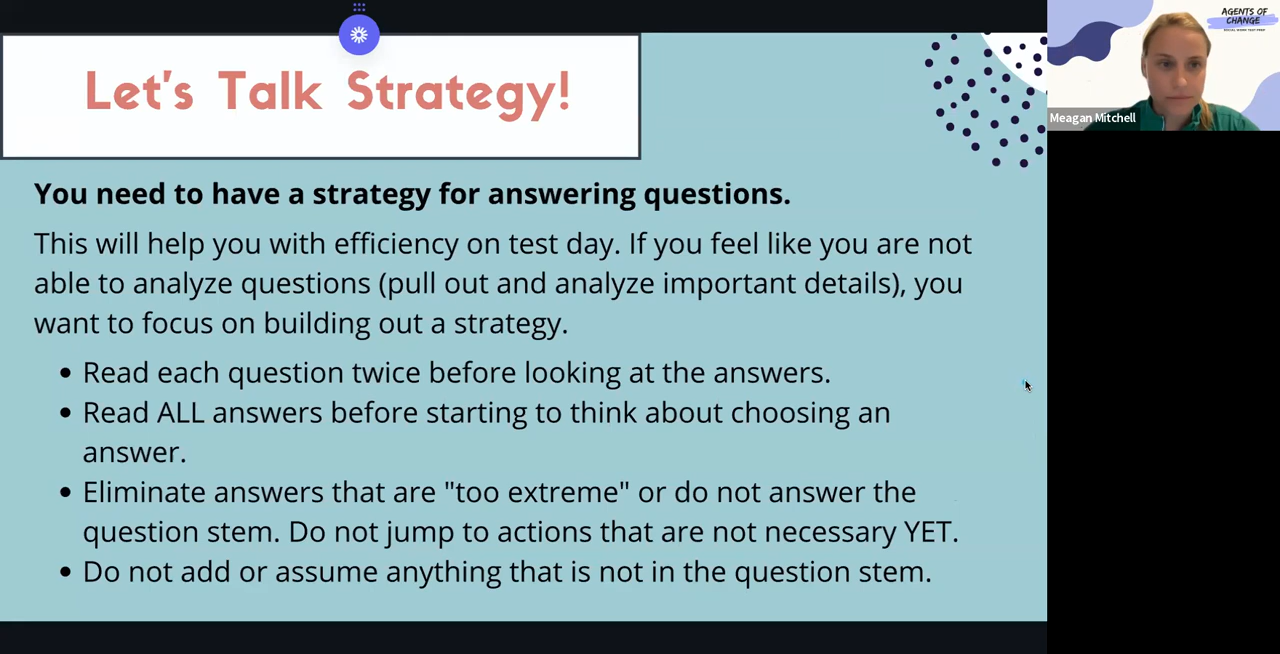 Let's Talk Strategy!
You need to have a strategy for answering questions.
This will help you with efficiency on test day. If you feel like you are not
able to analyze questions (pull out and analyze important details), you
want to focus on building out a strategy.
• Read each question twice before looking at the answers.
• Read ALL answers before starting to think about choosing an
answer.
• Eliminate answers that are "too extreme" or do not answer the
question stem. Do not jump to actions that are not necessary YET.
• Do not add or assume anything that is not in the question stem.
AGENTS OF
CHANGE
SOCIAL WORK TEST PREP
Meagan Mitchell